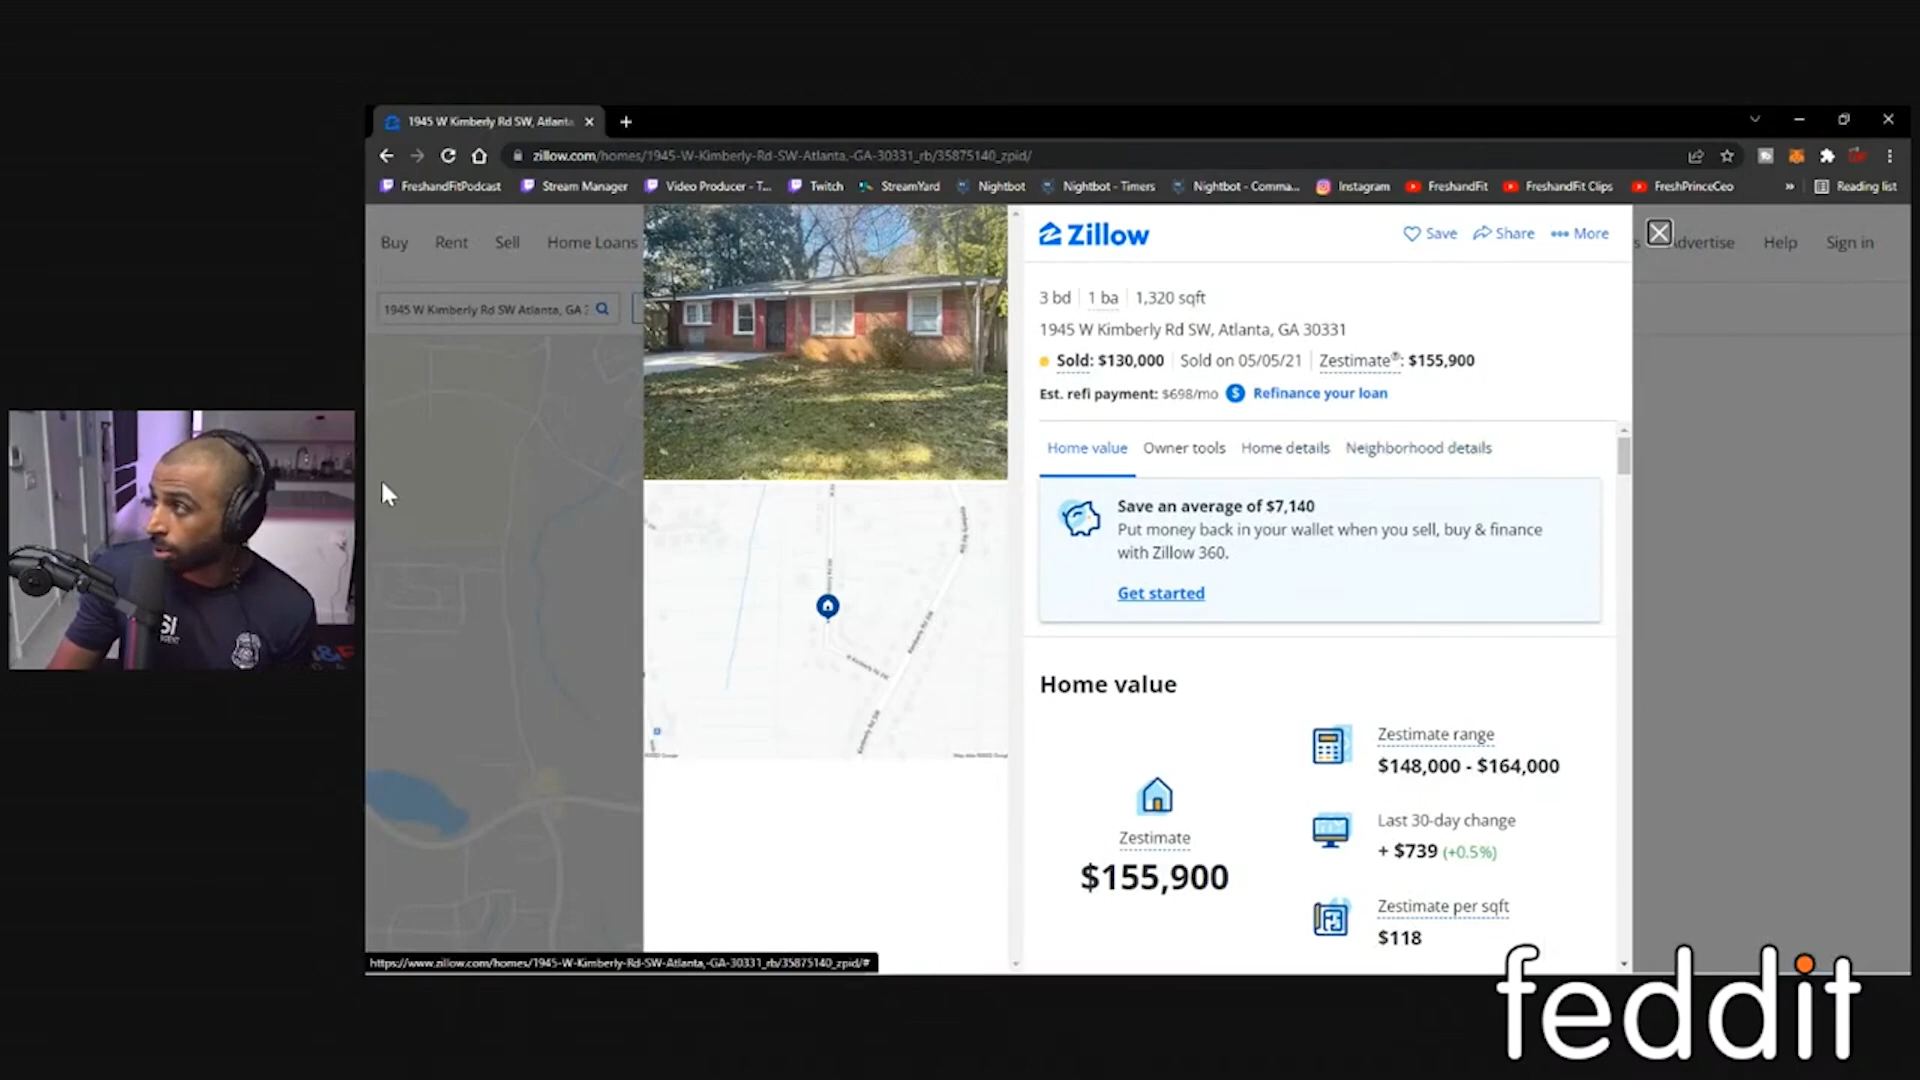 1945 W Kimberly Rd SW, Atlanta
zillow.com/homes/1945-W-Kimberly-Rd-SW-Atlanta,-GA-30331_rb/35875140_zpid/
FreshandFitPodcast
Stream Manager
Video Producer - T...
Twitch
StreamYard
Nightbot
Nightbot - Timers
Nightbot - Comma...
Instagram
FreshandFit
FreshandFit Clips
FreshPrinceCeo
»
Reading list
Buy
Rent
Sell
Home Loans
Zillow
Save
Share
More
dvertise
Help
Sign in
1945 W Kimberly Rd SW Atlanta, GA
3 bd
1 ba
1,320 sqft
1945 W Kimberly Rd SW, Atlanta, GA 30331
Sold: $130,000
Sold on 05/05/21
Zestimate®: $155,900
Est. refi payment: $698/mo
$
Refinance your loan
Home value
Owner tools
Home details
Neighborhood details
Save an average of $7,140
Put money back in your wallet when you sell, buy & finance
with Zillow 360.
Get started
W Kimberly Rd SW
Kimberly Rd SW
Home value
Zestimate
$155,900
Zestimate range
$148,000 - $164,000
Last 30-day change
+ $739 (+0.5%)
Zestimate per sqft
$118
https://www.zillow.com/homes/1945-W-Kimberly-Rd-SW-Atlanta,-GA-30331_rb/35875140_zpid/#
feddit